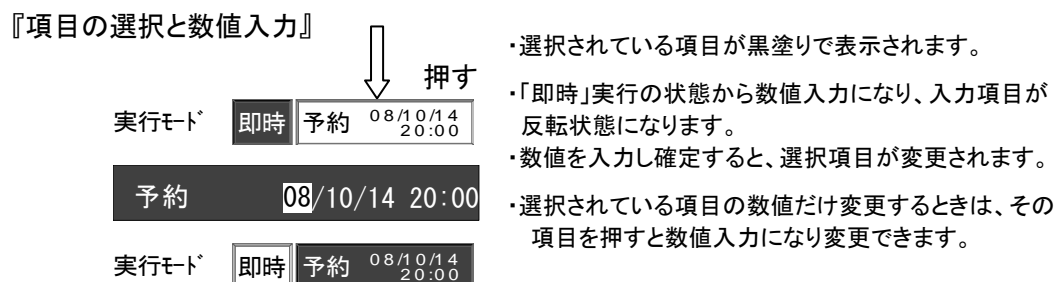 『項目の選択と数値入力』
押す
実行ﾓｰﾄﾞ 即時 予約 08/10/14
20:00
予約 08/10/14 20:00
実行ﾓｰﾄﾞ 即時 予約 08/10/14
20:00
・選択されている項目が黒塗りで表示されます。
・「即時」実行の状態から数値入力になり、入力項目が
反転状態になります。
・数値を入力し確定すると、選択項目が変更されます。
・選択されている項目の数値だけ変更するときは、その
項目を押すと数値入力になり変更できます。